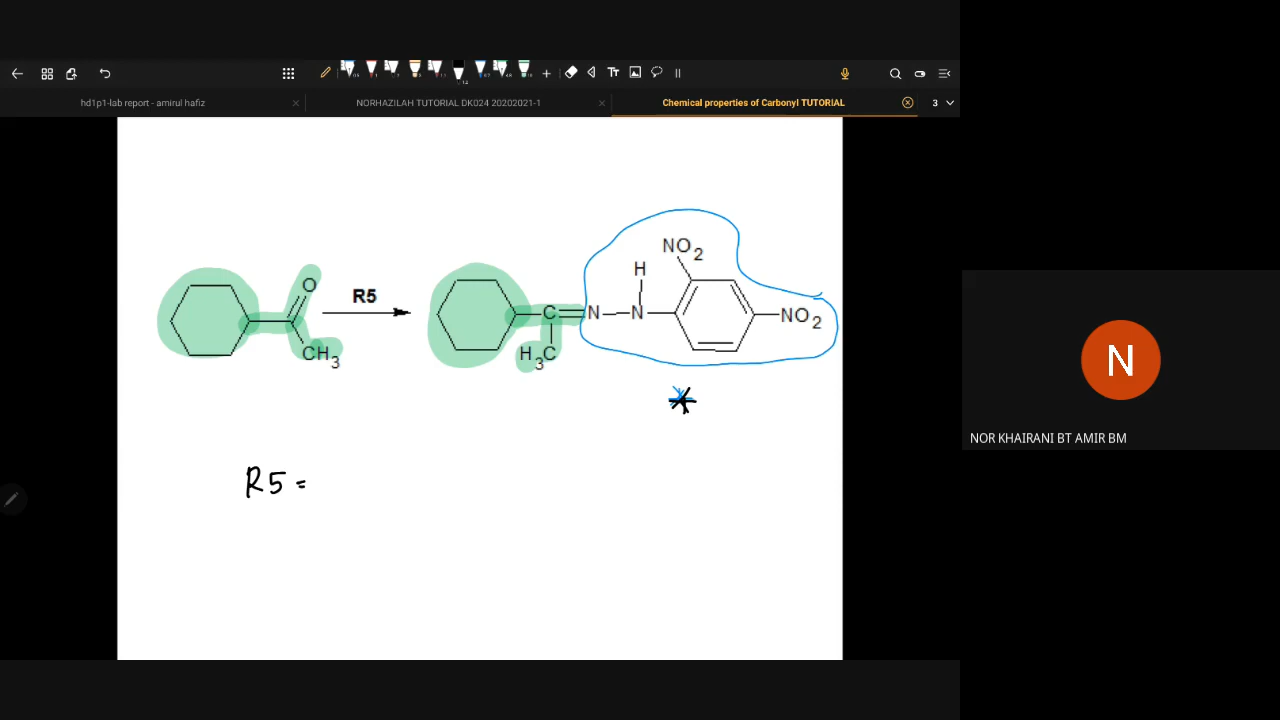 Tт
hd1p1-lab report - amirul hafiz
NORHAZILAH TUTORIAL DK024 20202021-1
Chemical properties of Carbonyl TUTORIAL
3
O
R5
CH3
C
H3C
N
N
H
NO2
NO2
N
NOR KHAIRANI BT AMIR BM
R5 =